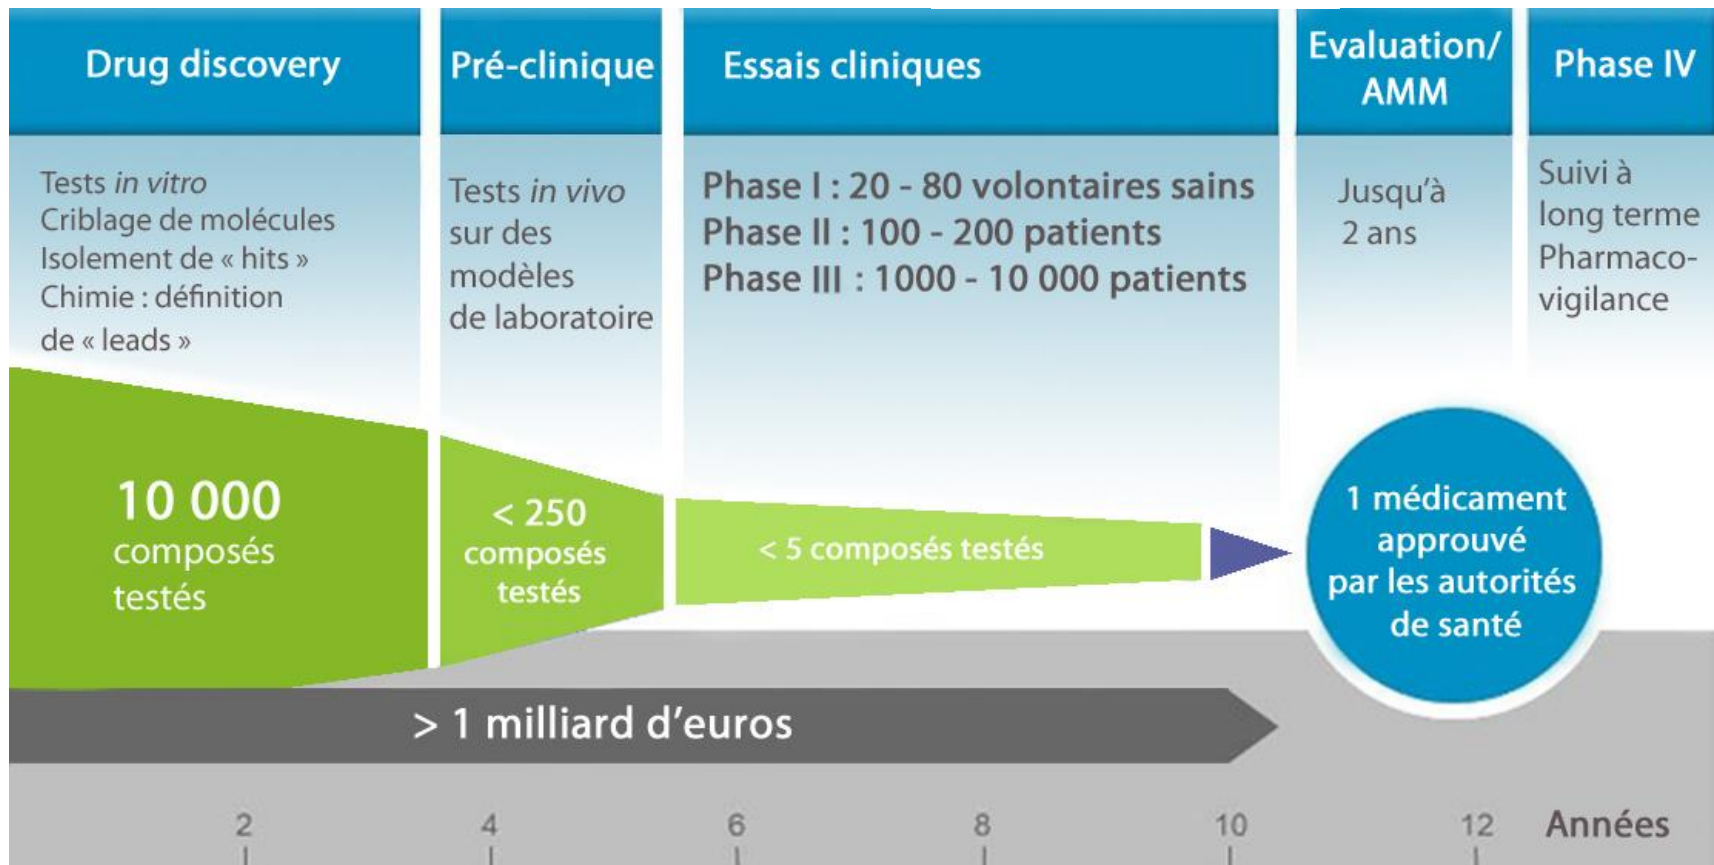 Drug discovery
Pré-clinique
Essais cliniques
Evaluation/
AMM
Phase IV
Tests in vitro
Criblage de molécules
Isolement de « hits »
Chimie : définition
de « leads »
Tests in vivo
sur des
modèles
de laboratoire
Phase I : 20 - 80 volontaires sains
Phase II : 100 - 200 patients
Phase III : 1000 - 10 000 patients
Jusqu'à
2 ans
Suivi à
long terme
Pharmaco-
vigilance
10 000
composés
testés
< 250
composés
testés
< 5 composés testés
1 médicament
approuvé
par les autorités
de santé
> 1 milliard d'euros
2 4 6 8 10 12 Années